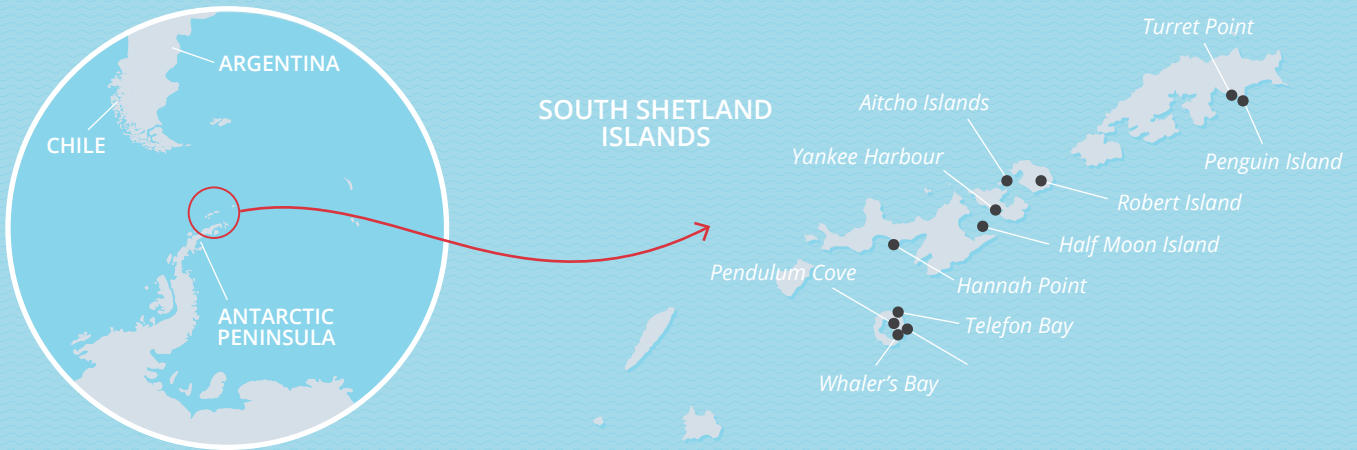 ARGENTINA
CHILE
ANTARCTIC
PENINSULA
SOUTH SHETLAND
ISLANDS
Turret Point
Aitcho Islands
Yankee Harbour
Penguin Island
Robert Island
Half Moon Island
Pendulum Cove
Hannah Point
Telefon Bay
Whaler’s Bay